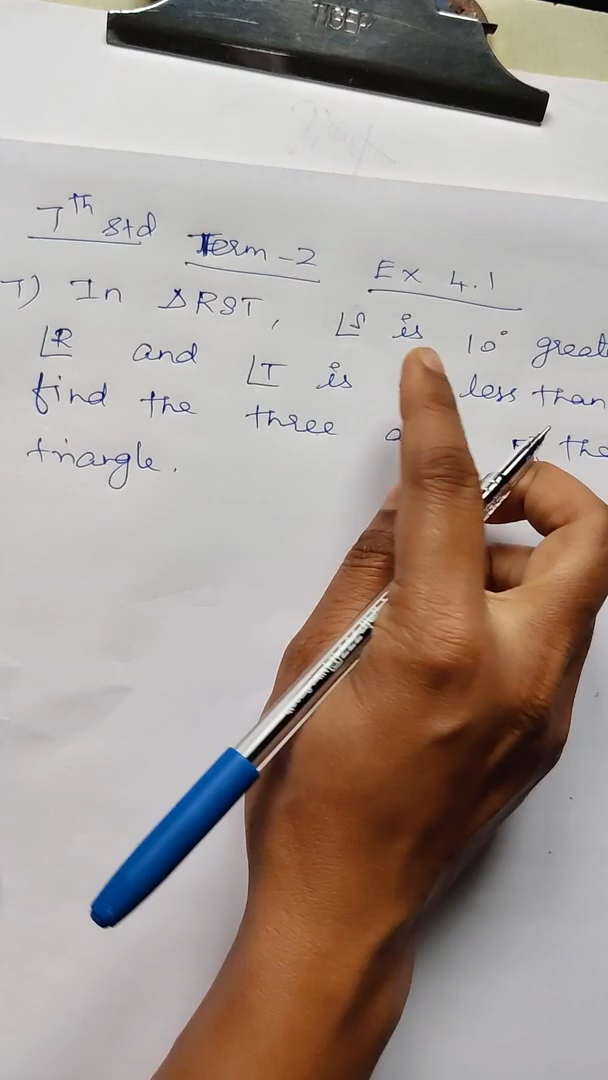 TIGER
7th std Term-2 Ex 4.1
7) In ΔRST, ∠S is 10° great
∠R and ∠T is less than
find the three the
triangle.